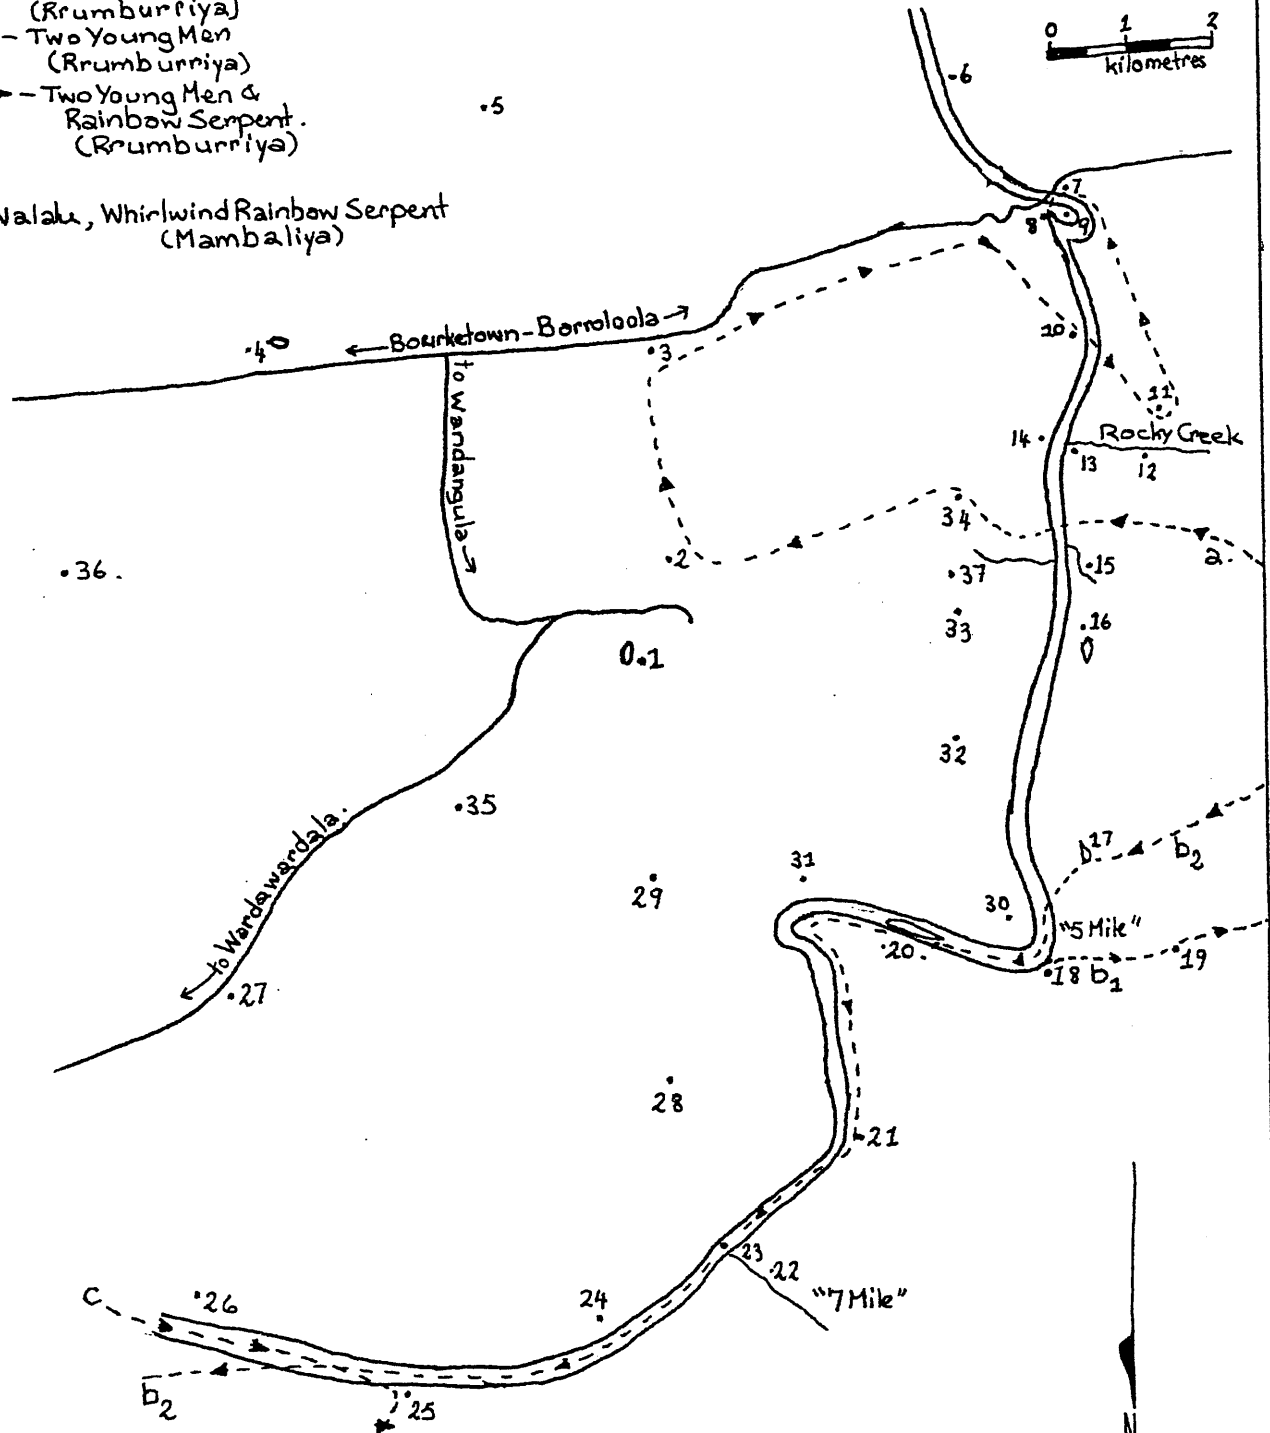 (Rrumburriya)
- Two Young Men
(Rrumburriya)
- Two Young Men &
Rainbow Serpent.
(Rrumburriya)
Walalu, Whirlwind Rainbow Serpent
(Mambaliya)
0 1 2
kilometres
6
5
7
8
9
4
← Bourketown - Borroloola →
3
10
to Wandangula →
11
14
Rocky Creek
13
12
34
a.
2
36.
37
15
33
16
1
32
35
17
b2
31
29
30
"5 Mile"
to Wardawardala.
20.
19
18 b1
27
28
21
23
22
"7 Mile"
c
26
24
b2
25
N